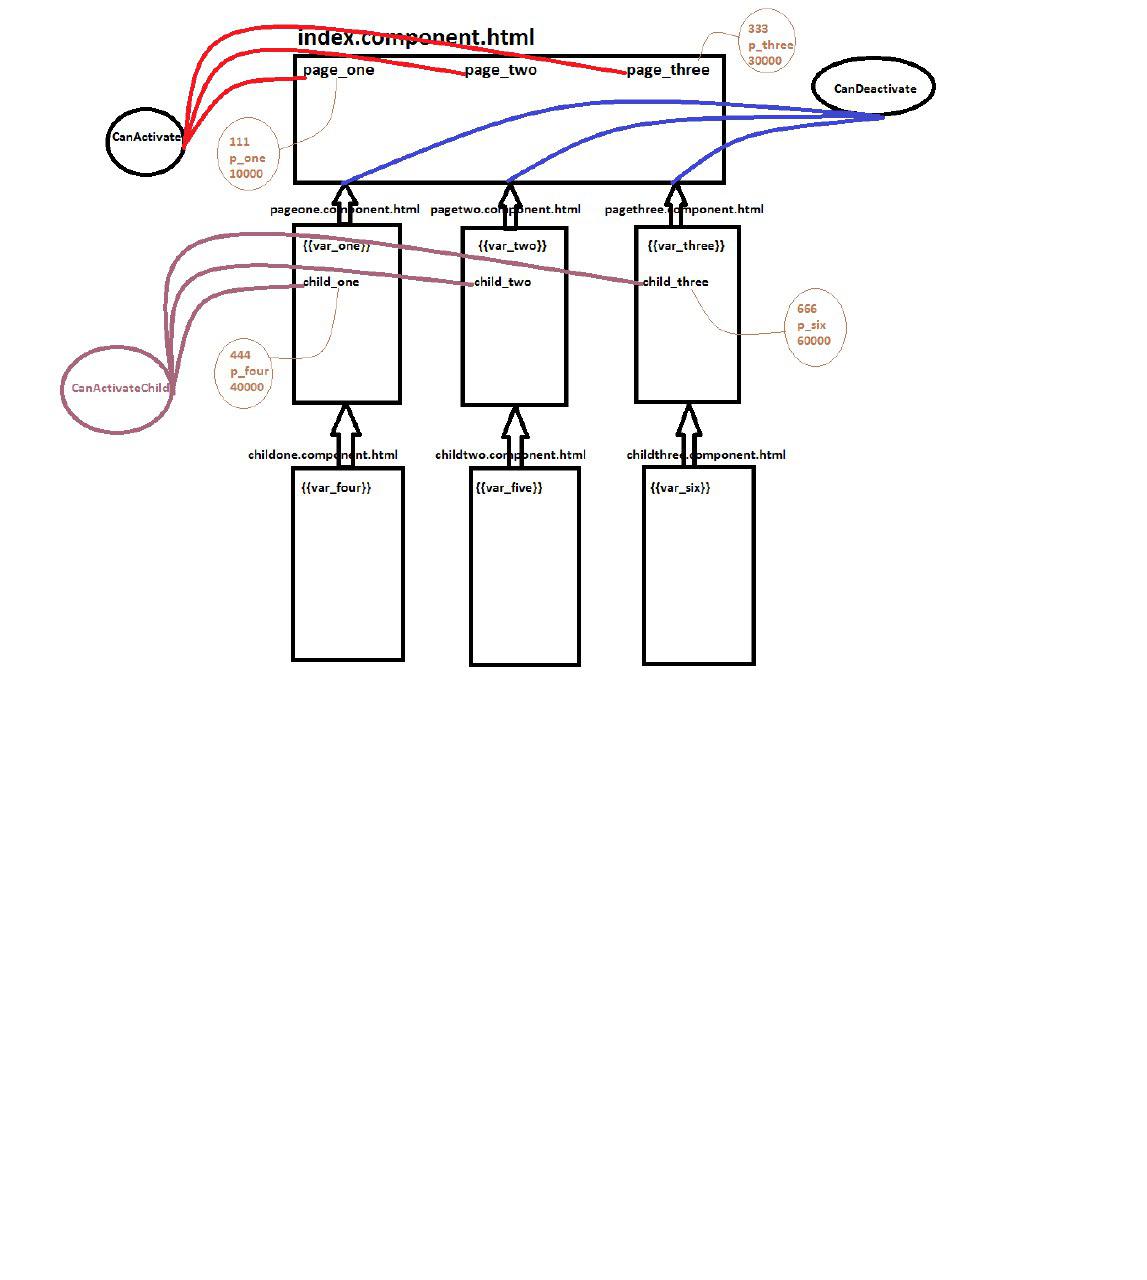 333
p_three
30000
index.component.html
page_one
page_two
page_three
CanDeactivate
CanActivate
111
p_one
10000
pageone.component.html
pagetwo.component.html
pagethree.component.html
{{var_one}}
{{var_two}}
{{var_three}}
child_one
child_two
child_three
666
p_six
60000
444
p_four
40000
CanActivateChild
childone.component.html
childtwo.component.html
childthree.component.html
{{var_four}}
{{var_five}}
{{var_six}}